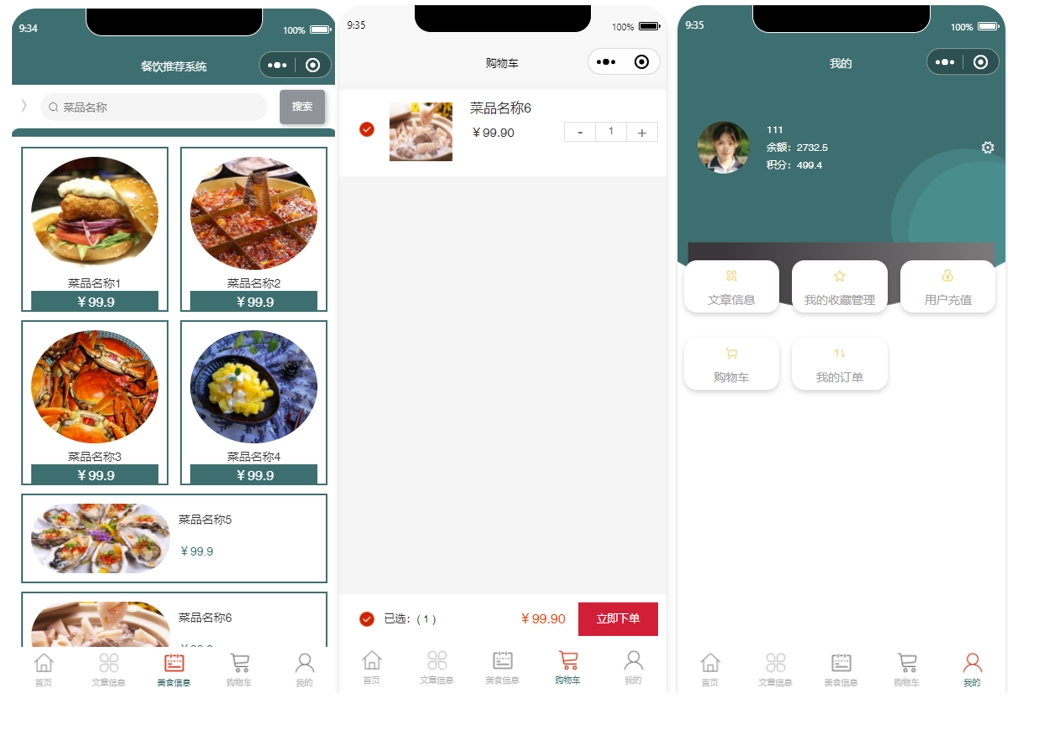 9:34
100%
餐饮推荐系统
菜品名称
搜索
菜品名称1
￥99.9
菜品名称2
￥99.9
菜品名称3
￥99.9
菜品名称4
￥99.9
菜品名称5
￥99.9
菜品名称6
首页
文章信息
美食信息
购物车
我的
9:35
100%
购物车
菜品名称6
￥99.90
- 1 +
已选：( 1 )
￥99.90
立即下单
首页
文章信息
美食信息
购物车
我的
9:35
100%
我的
111
余额：2732.5
积分：499.4
文章信息
我的收藏管理
用户充值
购物车
我的订单
首页
文章信息
美食信息
购物车
我的